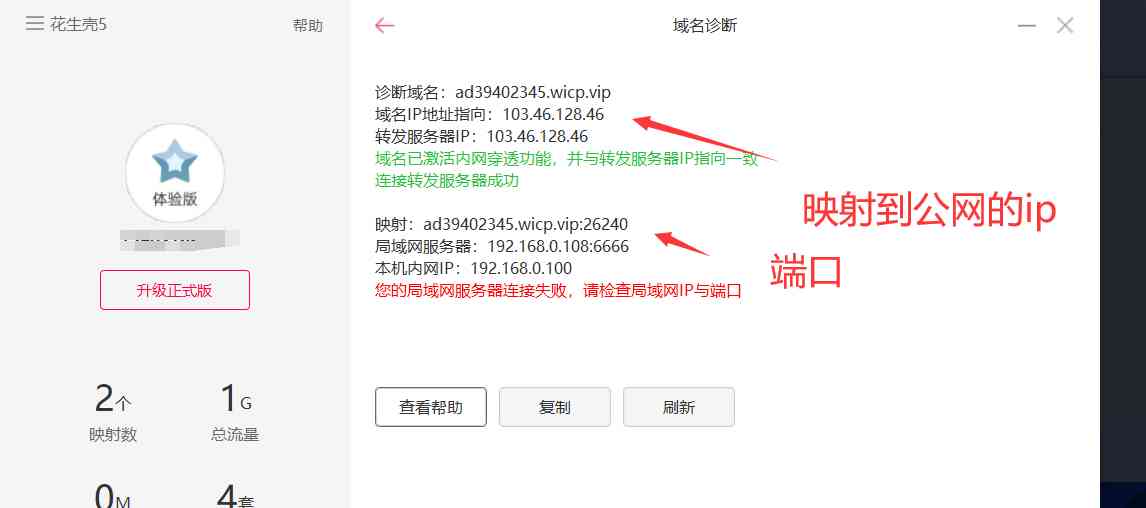 花生壳5
帮助
体验版
升级正式版
2个
1G
映射数
总流量
0M
4套
域名诊断
诊断域名：ad39402345.wicp.vip
域名IP地址指向：103.46.128.46
转发服务器IP：103.46.128.46
域名已激活内网穿透功能，并与转发服务器IP指向一致
连接转发服务器成功
映射：ad39402345.wicp.vip:26240
局域网服务器：192.168.0.108:6666
本机内网IP：192.168.0.100
您的局域网服务器连接失败，请检查局域网IP与端口
映射到公网的ip
端口
查看帮助
复制
刷新